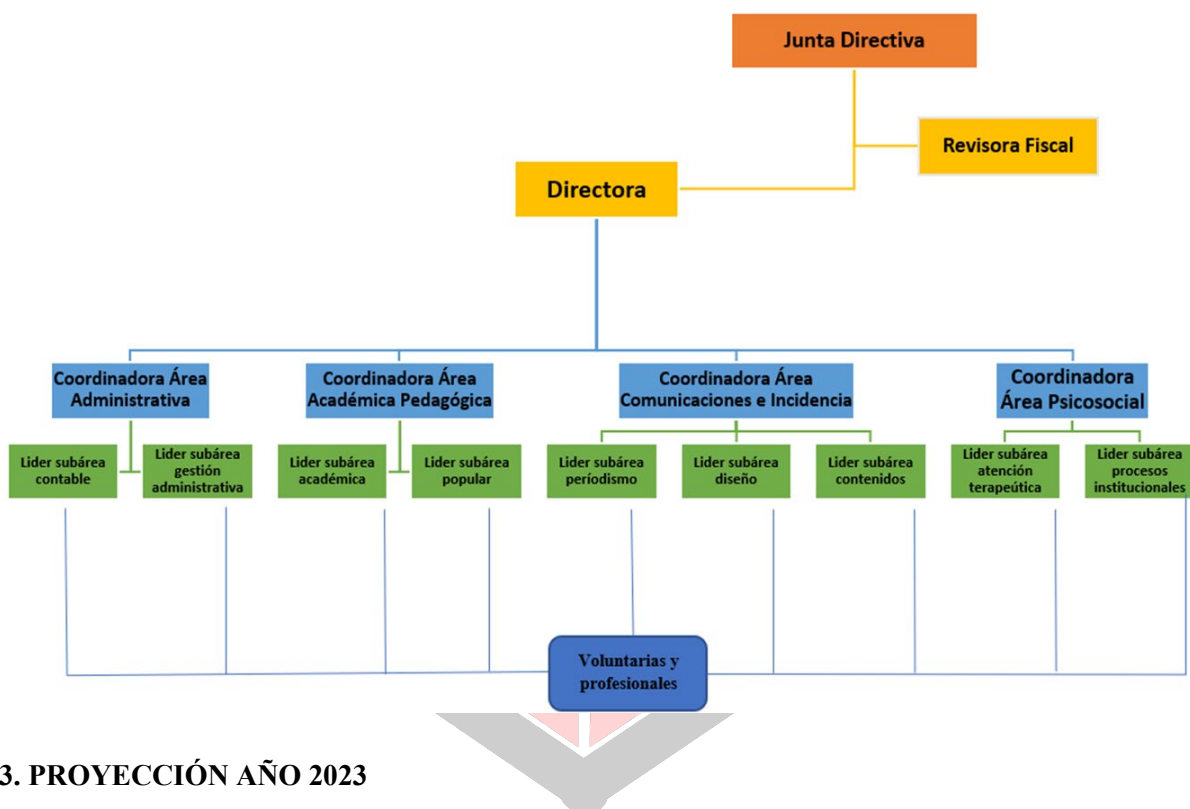 Junta Directiva
Revisora Fiscal
Directora
Coordinadora Área
Administrativa
Coordinadora Área
Académica Pedagógica
Coordinadora Área
Comunicaciones e Incidencia
Coordinadora
Área Psicosocial
Lider subárea
contable
Lider subárea
gestión
administrativa
Lider subárea
académica
Lider subárea
popular
Lider subárea
períodismo
Lider subárea
diseño
Lider subárea
contenidos
Lider subárea
atención
terapeútica
Lider subárea
procesos
institucionales
Voluntarias y
profesionales
3. PROYECCIÓN AÑO 2023